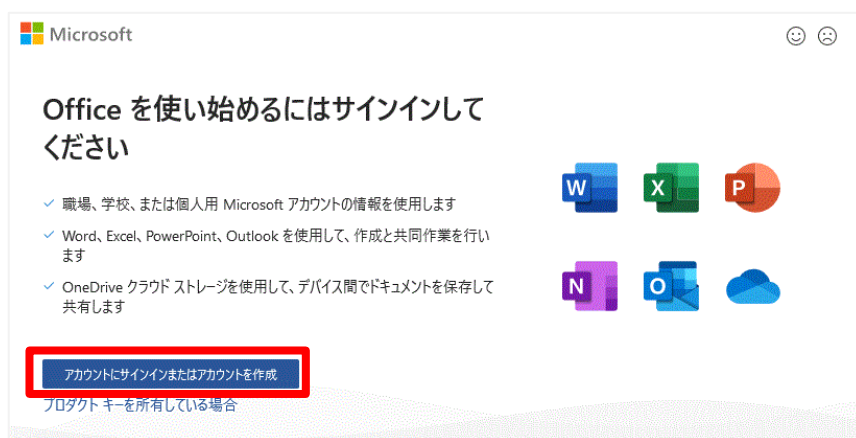 Microsoft
Office を使い始めるにはサインインして
ください
職場、学校、または個人用 Microsoft アカウントの情報を使用します
Word、Excel、PowerPoint、Outlook を使用して、作成と共同作業を行い
ます
OneDrive クラウド ストレージを使用して、デバイス間でドキュメントを保存して
共有します
W X P
N O
アカウントにサインインまたはアカウントを作成
プロダクト キーを所有している場合